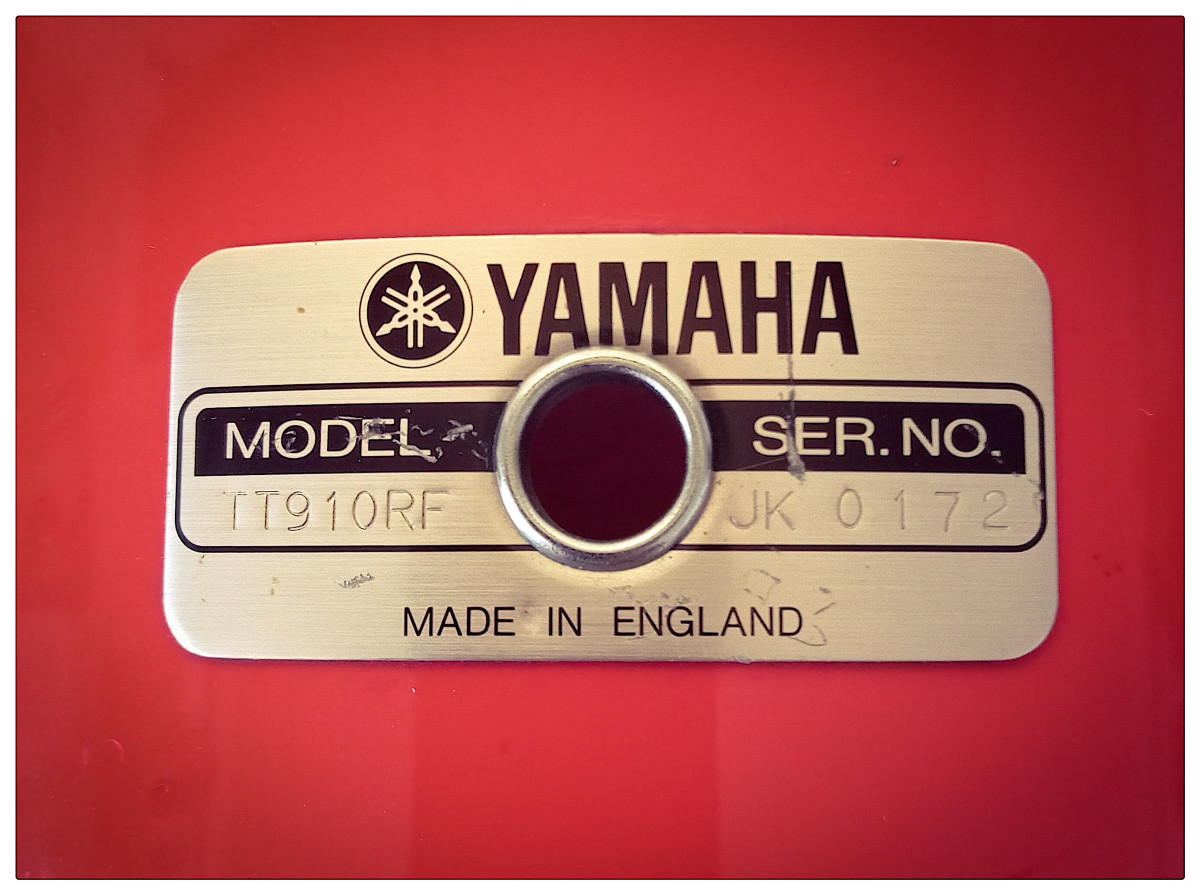 YAMAHA
MODEL SER. NO.
TT910RF JK 0172
MADE IN ENGLAND